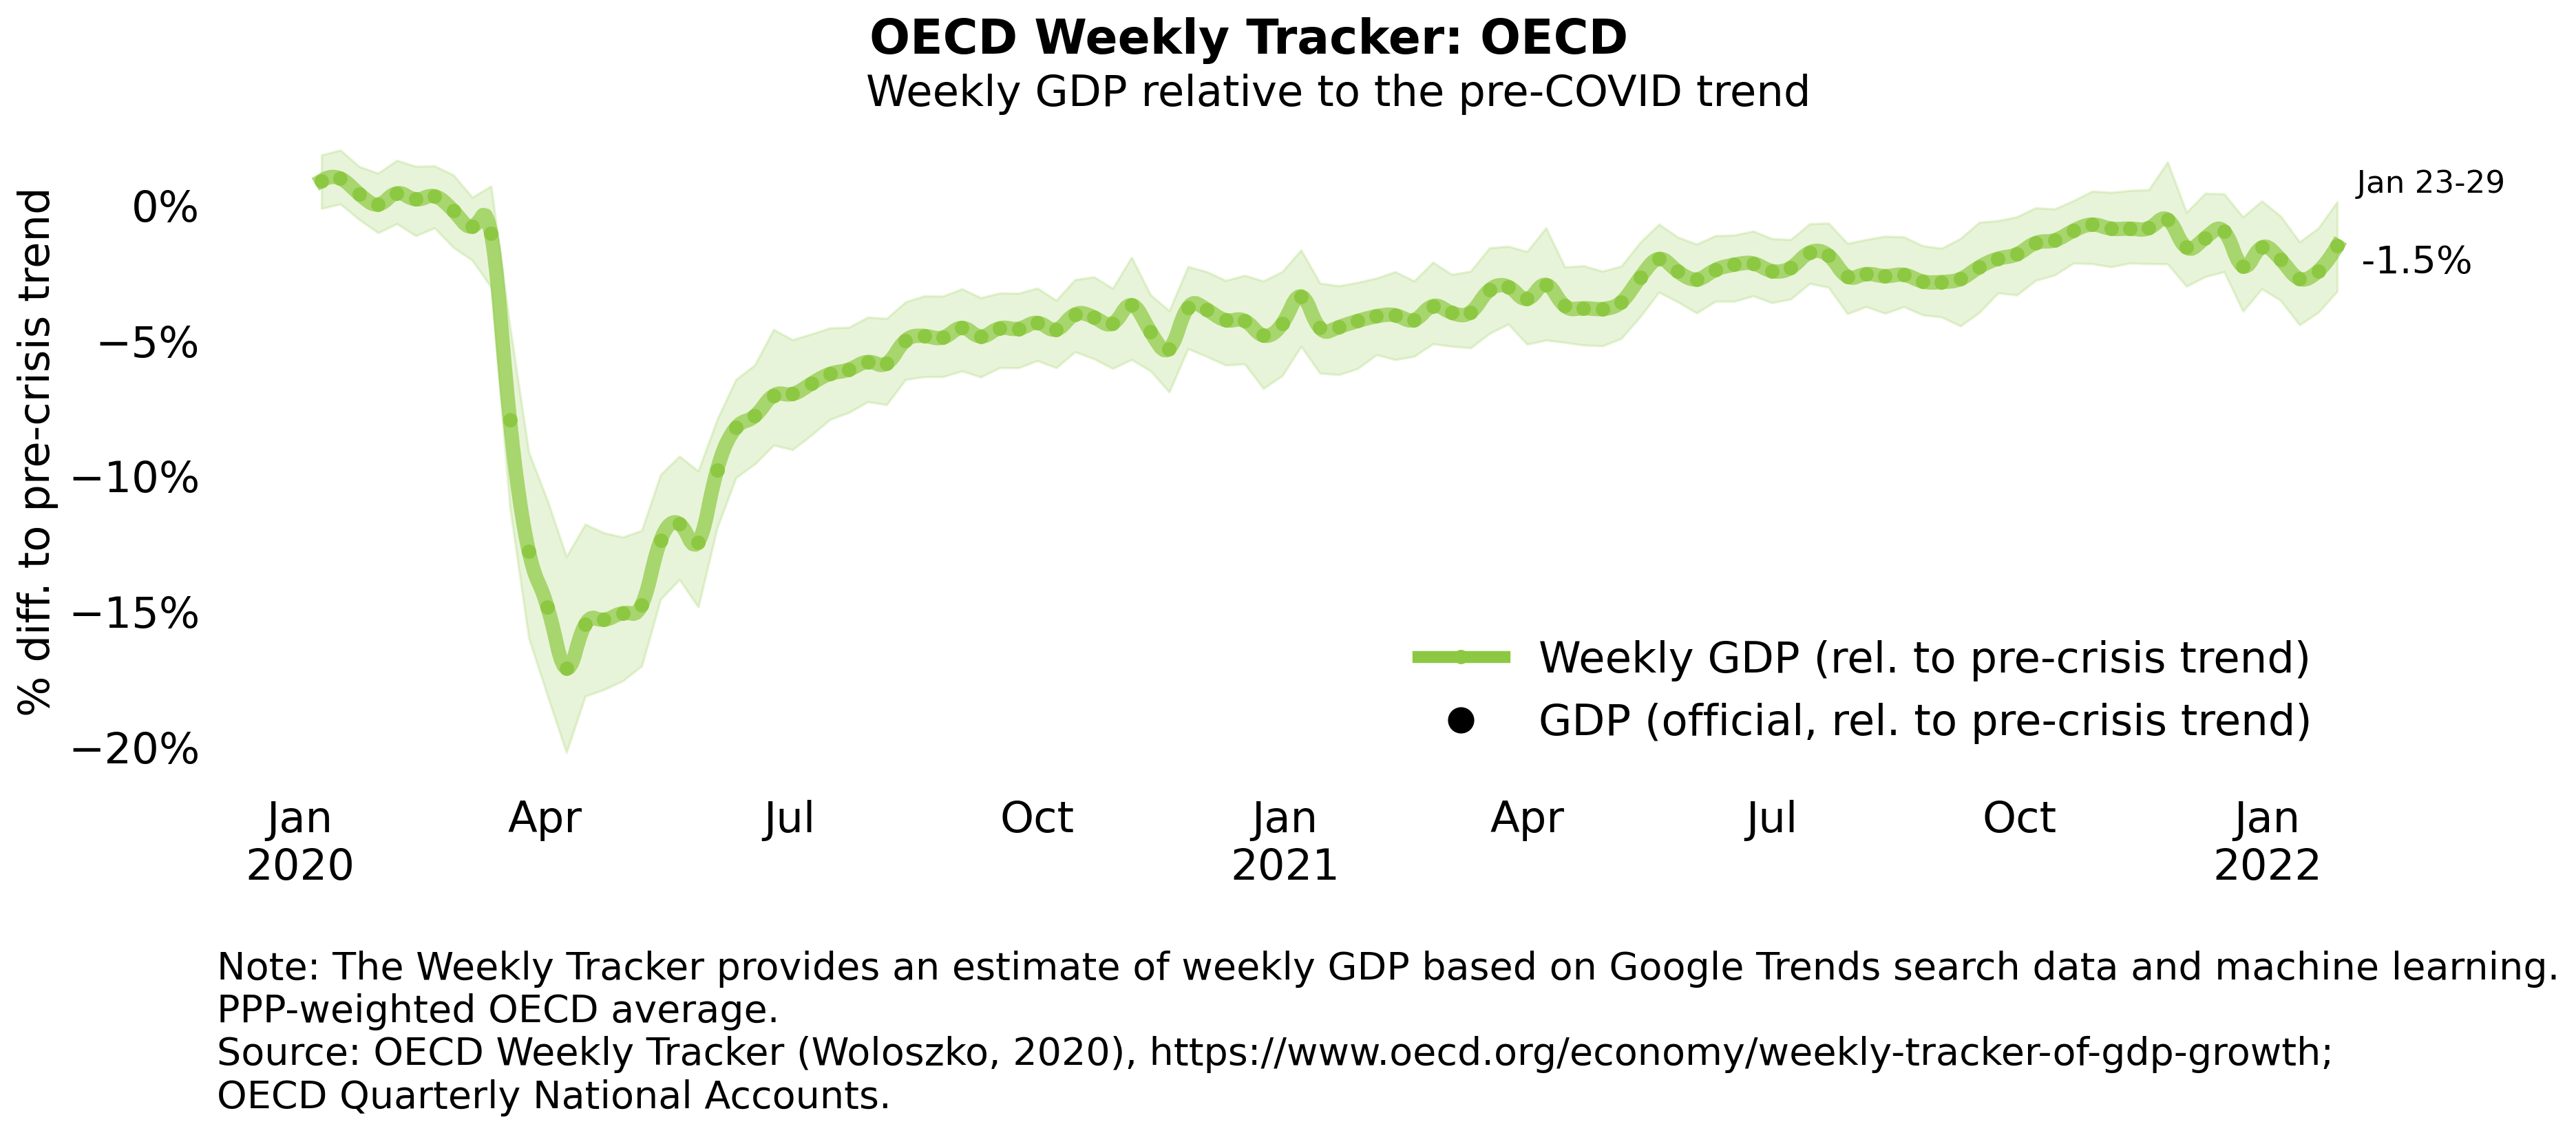 OECD Weekly Tracker: OECD
Weekly GDP relative to the pre-COVID trend
% diff. to pre-crisis trend
0%
−5%
−10%
−15%
−20%
Jan 23-29
-1.5%
Weekly GDP (rel. to pre-crisis trend)
GDP (official, rel. to pre-crisis trend)
Jan Apr Jul Oct Jan Apr Jul Oct Jan
2020 2021 2022
Note: The Weekly Tracker provides an estimate of weekly GDP based on Google Trends search data and machine learning.
PPP-weighted OECD average.
Source: OECD Weekly Tracker (Woloszko, 2020), https://www.oecd.org/economy/weekly-tracker-of-gdp-growth;
OECD Quarterly National Accounts.